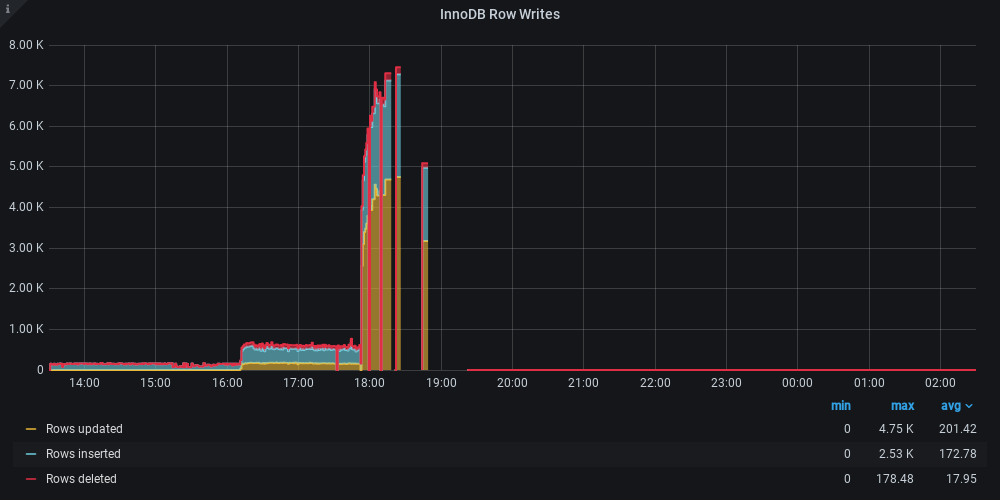 i
InnoDB Row Writes
8.00 K
7.00 K
6.00 K
5.00 K
4.00 K
3.00 K
2.00 K
1.00 K
0
14:00 15:00 16:00 17:00 18:00 19:00 20:00 21:00 22:00 23:00 00:00 01:00 02:00
min max avg
Rows updated 0 4.75 K 201.42
Rows inserted 0 2.53 K 172.78
Rows deleted 0 178.48 17.95